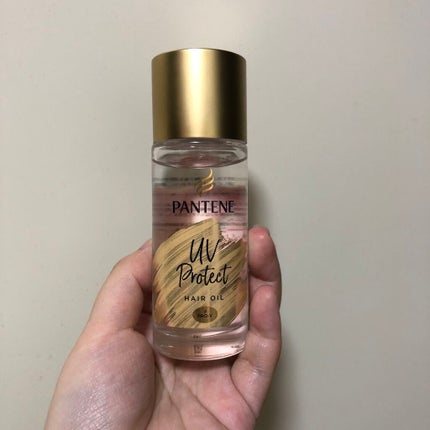 PANTENE
UV
Protect
HAIR OIL